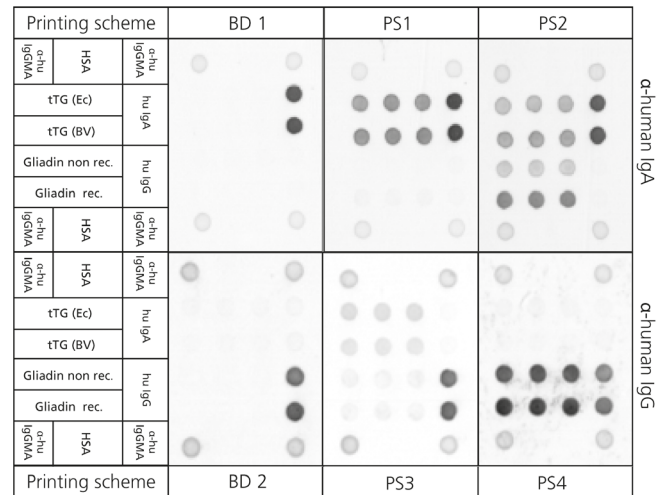 Printing scheme BD 1 PS1 PS2
α-hu IgGMA HSA α-hu IgGMA
tTG (Ec)
tTG (BV)
hu IgA
Gliadin non rec.
Gliadin rec.
hu IgG
α-hu IgGMA HSA α-hu IgGMA
α-human IgA
α-hu IgGMA HSA α-hu IgGMA
tTG (Ec)
tTG (BV)
hu IgA
Gliadin non rec.
Gliadin rec.
hu IgG
α-hu IgGMA HSA α-hu IgGMA
α-human IgG
Printing scheme BD 2 PS3 PS4